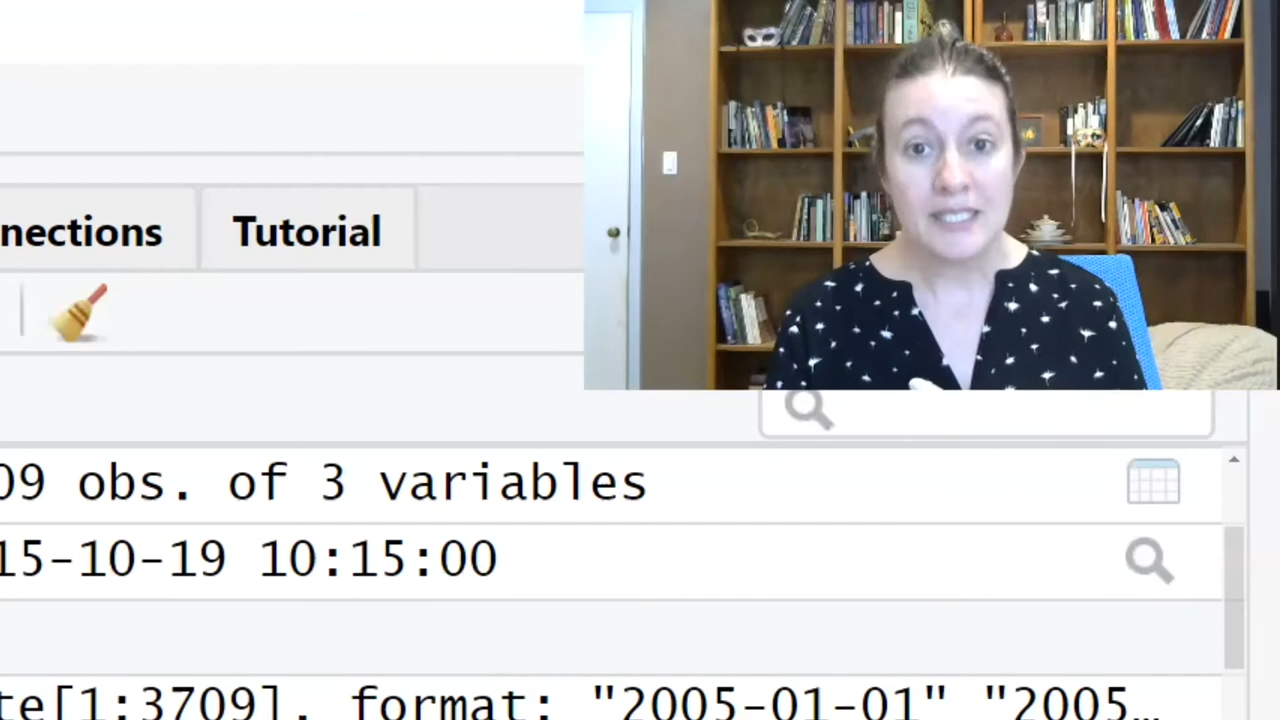 nections Tutorial
09 obs. of 3 variables
15-10-19 10:15:00
te[1:3709], format: "2005-01-01" "2005…